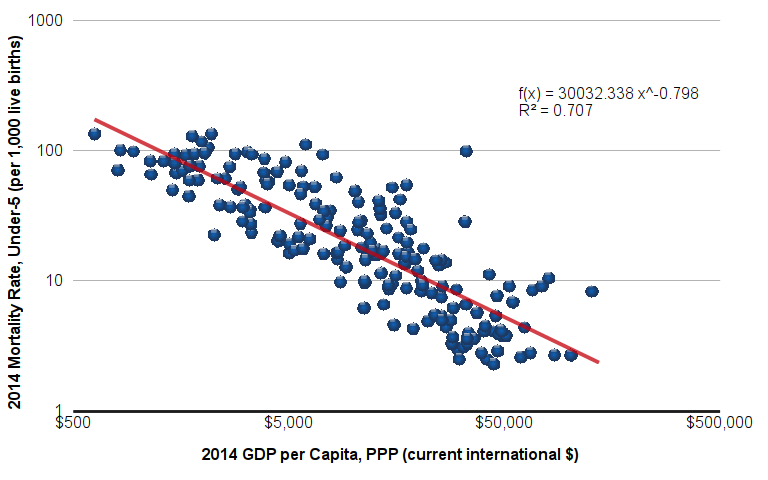 1000
f(x) = 30032.338 x^-0.798
R² = 0.707
100
10
1
$500
$5,000
$50,000
$500,000
2014 Mortality Rate, Under-5 (per 1,000 live births)
2014 GDP per Capita, PPP (current international $)